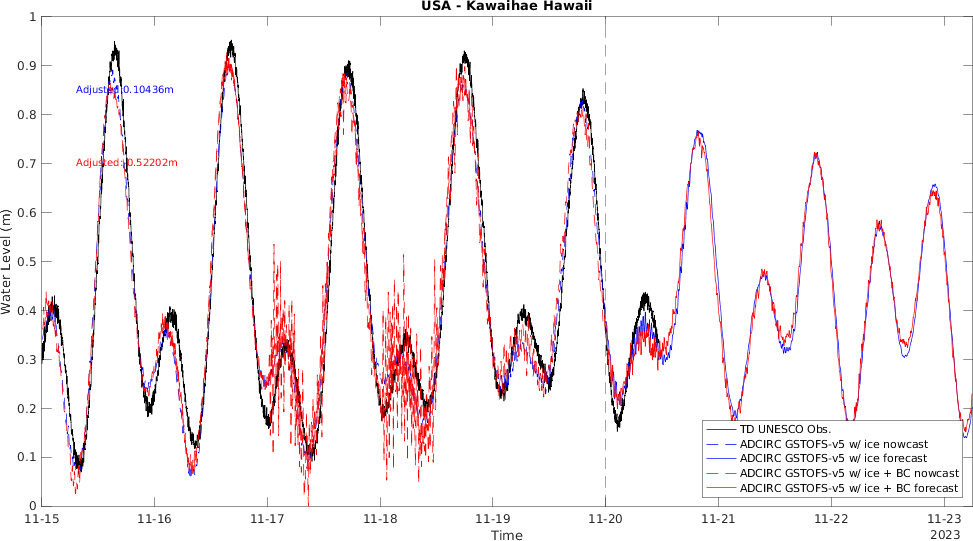 USA - Kawaihae Hawaii
1
0.9
Adjusted:0.10436m
0.8
0.7
Adjusted:-0.52202m
0.6
0.5
0.4
0.3
0.2
0.1
0
Water Level (m)
TD UNESCO Obs.
ADCIRC GSTOFS-v5 w/ ice nowcast
ADCIRC GSTOFS-v5 w/ ice forecast
ADCIRC GSTOFS-v5 w/ ice + BC nowcast
ADCIRC GSTOFS-v5 w/ ice + BC forecast
11-15 11-16 11-17 11-18 11-19 11-20 11-21 11-22 11-23
Time 2023